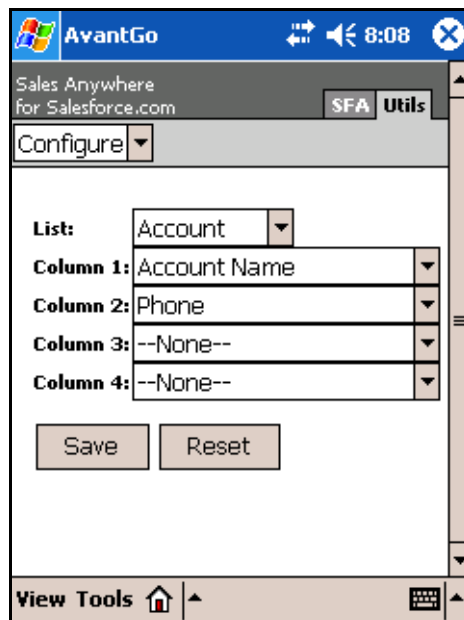 AvantGo 8:08
Sales Anywhere
for Salesforce.com
SFA Utils
Configure
List: Account
Column 1: Account Name
Column 2: Phone
Column 3: --None--
Column 4: --None--
Save Reset
View Tools